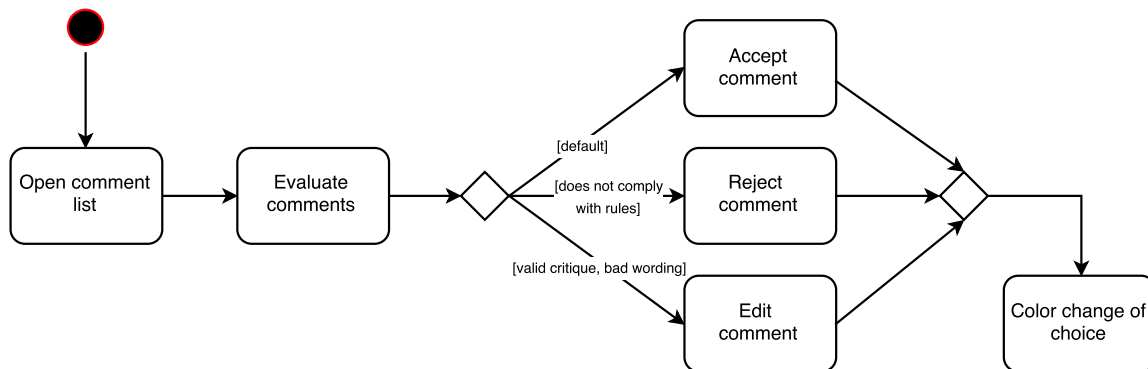 Open comment
list
Evaluate
comments
[default]
[does not comply
with rules]
[valid critique, bad wording]
Accept
comment
Reject
comment
Edit
comment
Color change of
choice